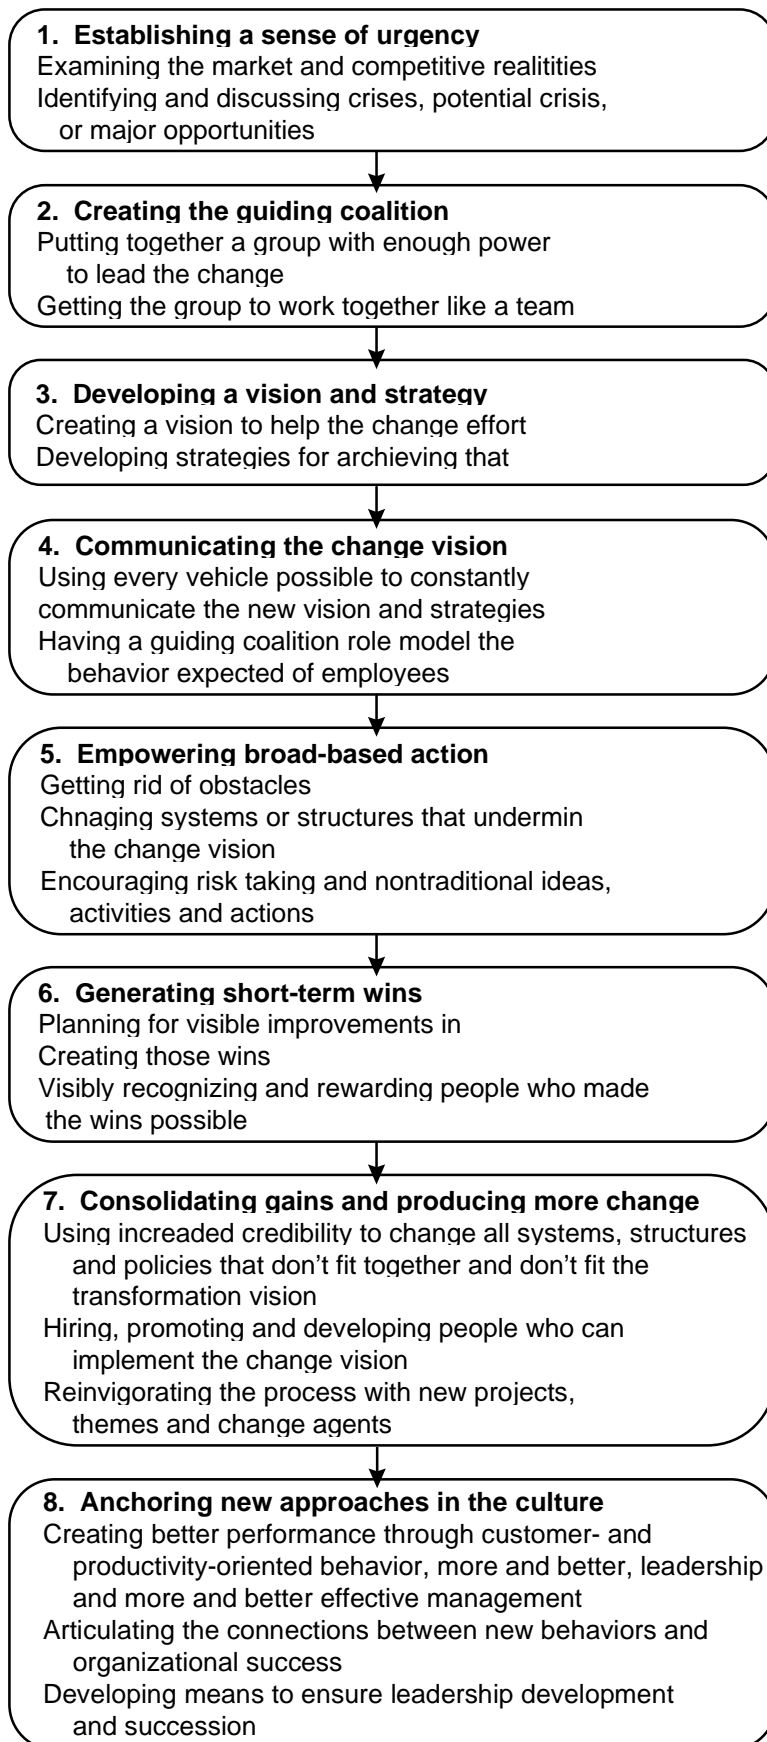 1. Establishing a sense of urgency
Examining the market and competitive realitities
Identifying and discussing crises, potential crisis,
or major opportunities
2. Creating the guiding coalition
Putting together a group with enough power
to lead the change
Getting the group to work together like a team
3. Developing a vision and strategy
Creating a vision to help the change effort
Developing strategies for archieving that
4. Communicating the change vision
Using every vehicle possible to constantly
communicate the new vision and strategies
Having a guiding coalition role model the
behavior expected of employees
5. Empowering broad-based action
Getting rid of obstacles
Chnaging systems or structures that undermin
the change vision
Encouraging risk taking and nontraditional ideas,
activities and actions
6. Generating short-term wins
Planning for visible improvements in
Creating those wins
Visibly recognizing and rewarding people who made
the wins possible
7. Consolidating gains and producing more change
Using increaded credibility to change all systems, structures
and policies that don’t fit together and don’t fit the
transformation vision
Hiring, promoting and developing people who can
implement the change vision
Reinvigorating the process with new projects,
themes and change agents
8. Anchoring new approaches in the culture
Creating better performance through customer- and
productivity-oriented behavior, more and better, leadership
and more and better effective management
Articulating the connections between new behaviors and
organizational success
Developing means to ensure leadership development
and succession